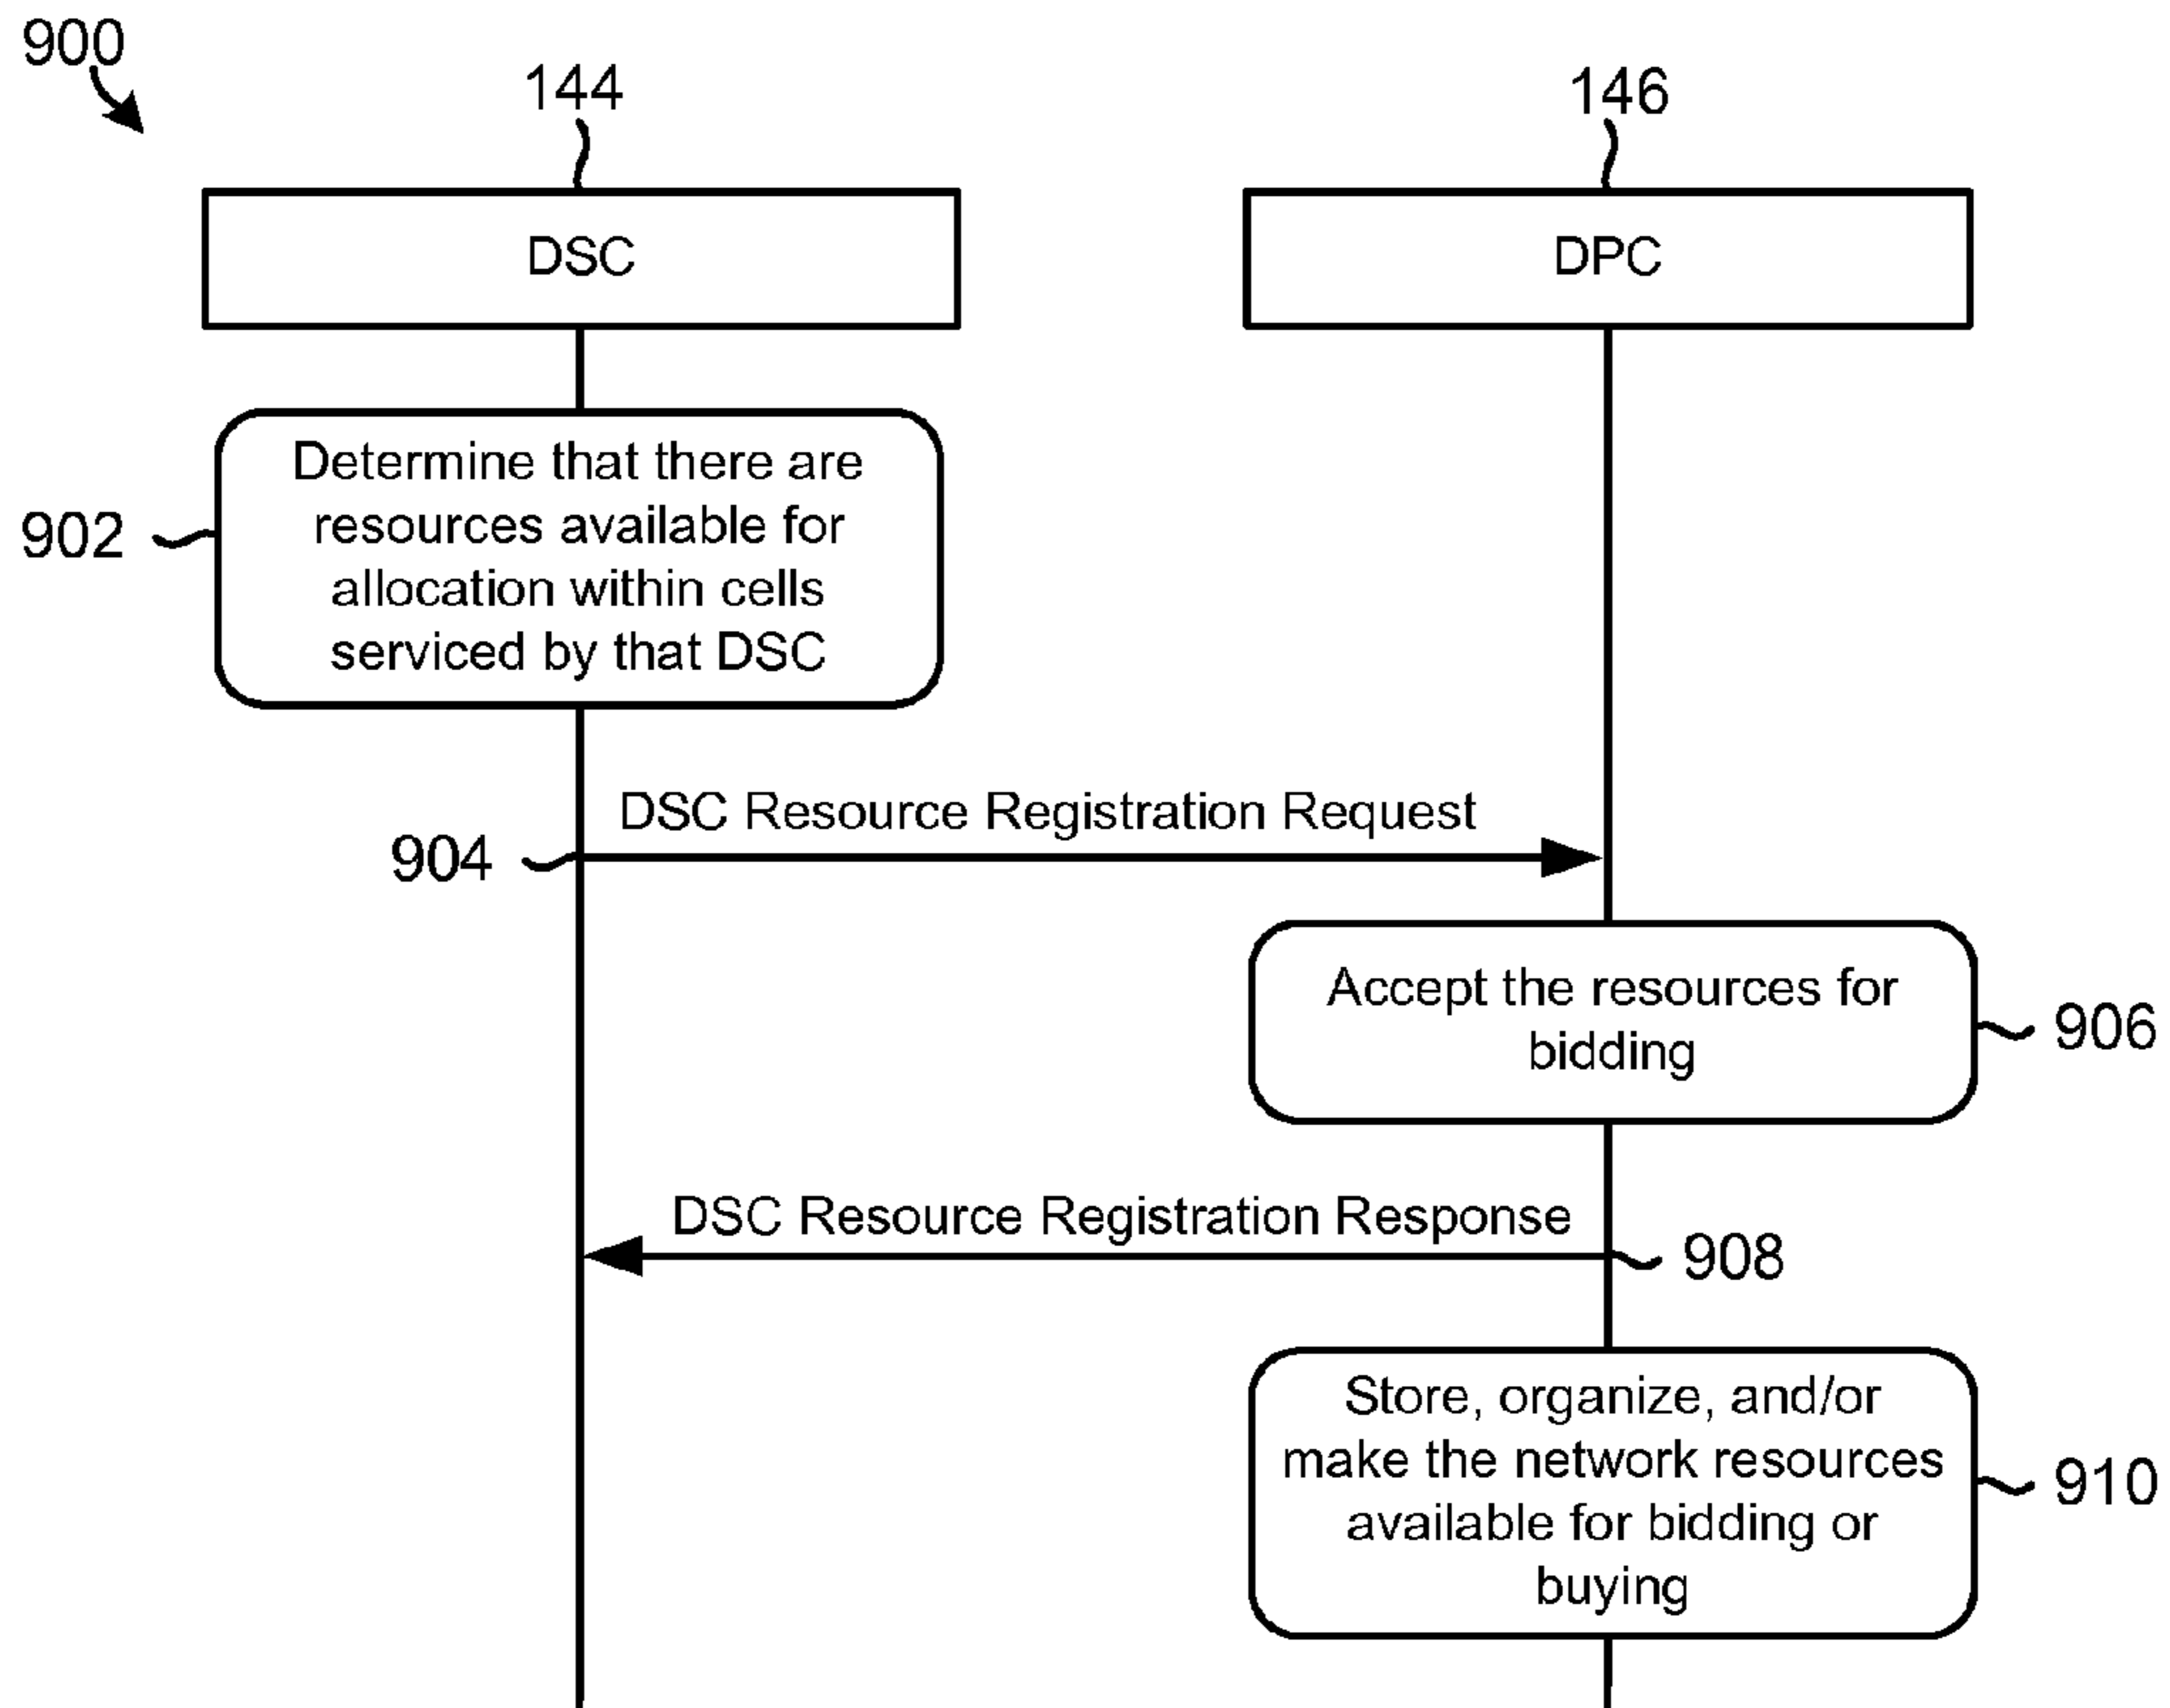 900
144
146
DSC
DPC
902
Determine that there are
resources available for
allocation within cells
serviced by that DSC
DSC Resource Registration Request
904
Accept the resources for
bidding
906
DSC Resource Registration Response
908
Store, organize, and/or
make the network resources
available for bidding or
buying
910